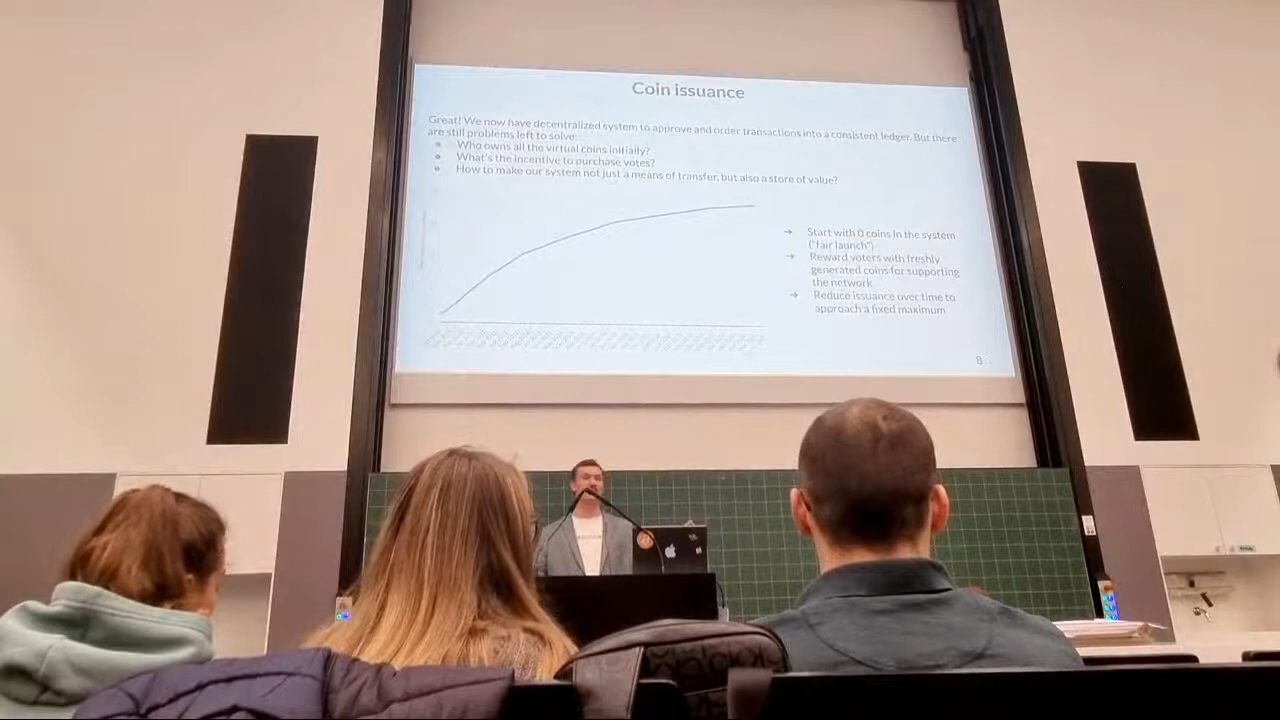 Coin issuance
Great! We now have decentralized system to approve and order transactions into a consistent ledger. But there
are still problems left to solve:
Who owns all the virtual coins initially?
What's the incentive to purchase votes?
How to make our system not just a means of transfer, but also a store of value?
Start with 0 coins in the system
("fair launch")
Reward voters with freshly
generated coins for supporting
the network
Reduce issuance over time to
approach a fixed maximum
8